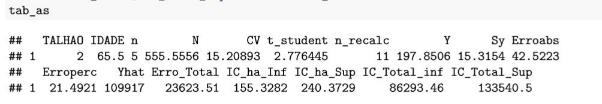 tab_as
##   TALHAO IDADE n        N       CV t_student n_recalc        Y      Sy Erroabs
## 1      2  65.5 5 555.5556 15.20893  2.776445       11 197.8506 15.3154 42.5223
##   Erroperc   Yhat Erro_Total IC_ha_Inf IC_ha_Sup IC_Total_inf IC_Total_Sup
## 1  21.4921 109917   23623.51  155.3282  240.3729     86293.46     133540.5